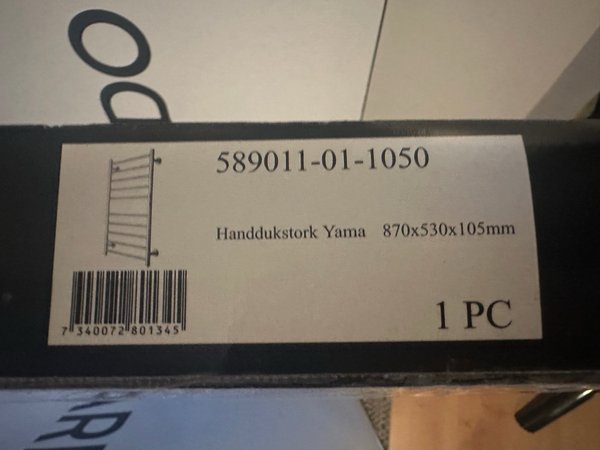 589011-01-1050
Handdukstork Yama 870x530x105mm
7 340072 801345
1 PC